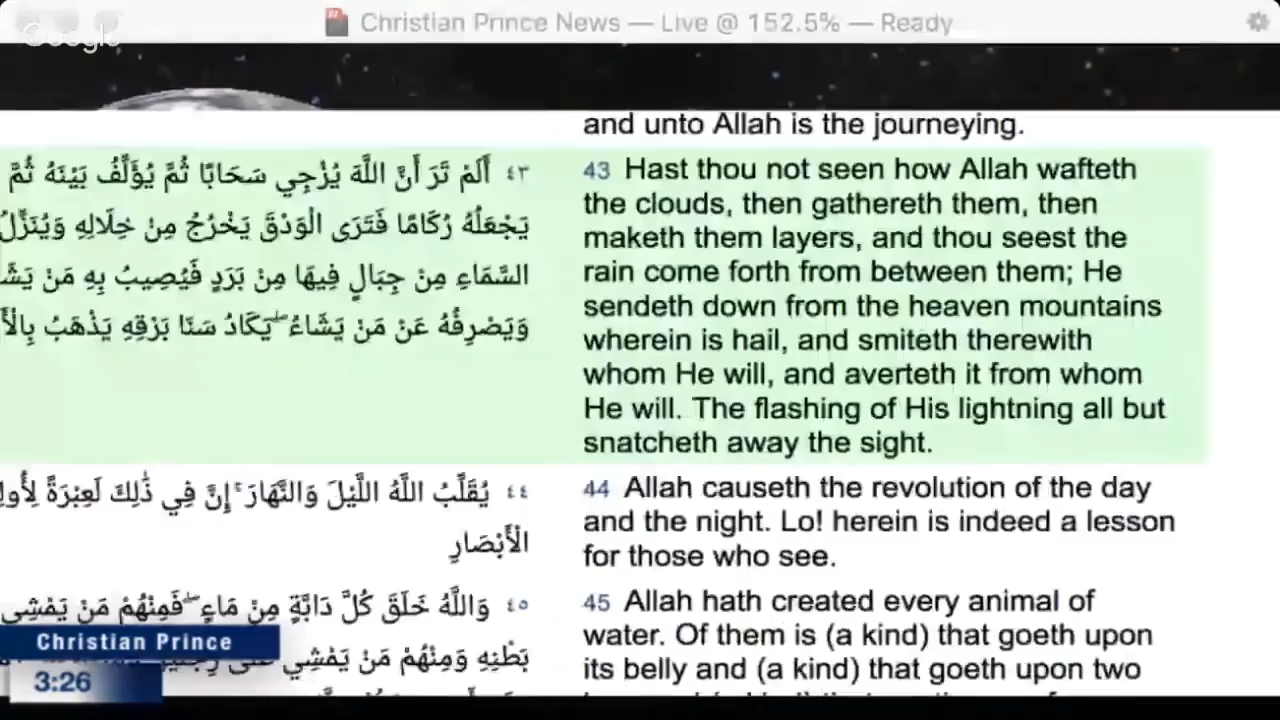 Christian Prince News — Live @ 152.5% — Ready
Google
and unto Allah is the journeying.
٤٣ أَلَمْ تَرَ أَنَّ اللَّهَ يُزْجِي سَحَابًا ثُمَّ يُؤَلِّفُ بَيْنَهُ ثُمَّ
يَجْعَلُهُ رُكَامًا فَتَرَى الْوَدْقَ يَخْرُجُ مِنْ خِلَالِهِ وَيُنَزِّلُ
السَّمَاءِ مِنْ جِبَالٍ فِيهَا مِنْ بَرَدٍ فَيُصِيبُ بِهِ مَنْ
وَيَصْرِفُهُ عَنْ مَنْ يَشَاءُ ۖ يَكَادُ سَنَا بَرْقِهِ يَذْهَبُ
43 Hast thou not seen how Allah wafteth
the clouds, then gathereth them, then
maketh them layers, and thou seest the
rain come forth from between them; He
sendeth down from the heaven mountains
wherein is hail, and smiteth therewith
whom He will, and averteth it from whom
He will. The flashing of His lightning all but
snatcheth away the sight.
٤٤ يُقَلِّبُ اللَّهُ اللَّيْلَ وَالنَّهَارَ ۚ إِنَّ فِي ذَٰلِكَ لَعِبْرَةً
الْأَبْصَارِ
44 Allah causeth the revolution of the day
and the night. Lo! herein is indeed a lesson
for those who see.
٤٥ وَاللَّهُ خَلَقَ كُلَّ دَابَّةٍ مِنْ مَاءٍ ۖ فَمِنْهُمْ مَنْ يَمْشِي
بَطْنِهِ وَمِنْهُمْ مَنْ يَمْشِي
45 Allah hath created every animal of
water. Of them is (a kind) that goeth upon
its belly and (a kind) that goeth upon two
Christian Prince
3:26